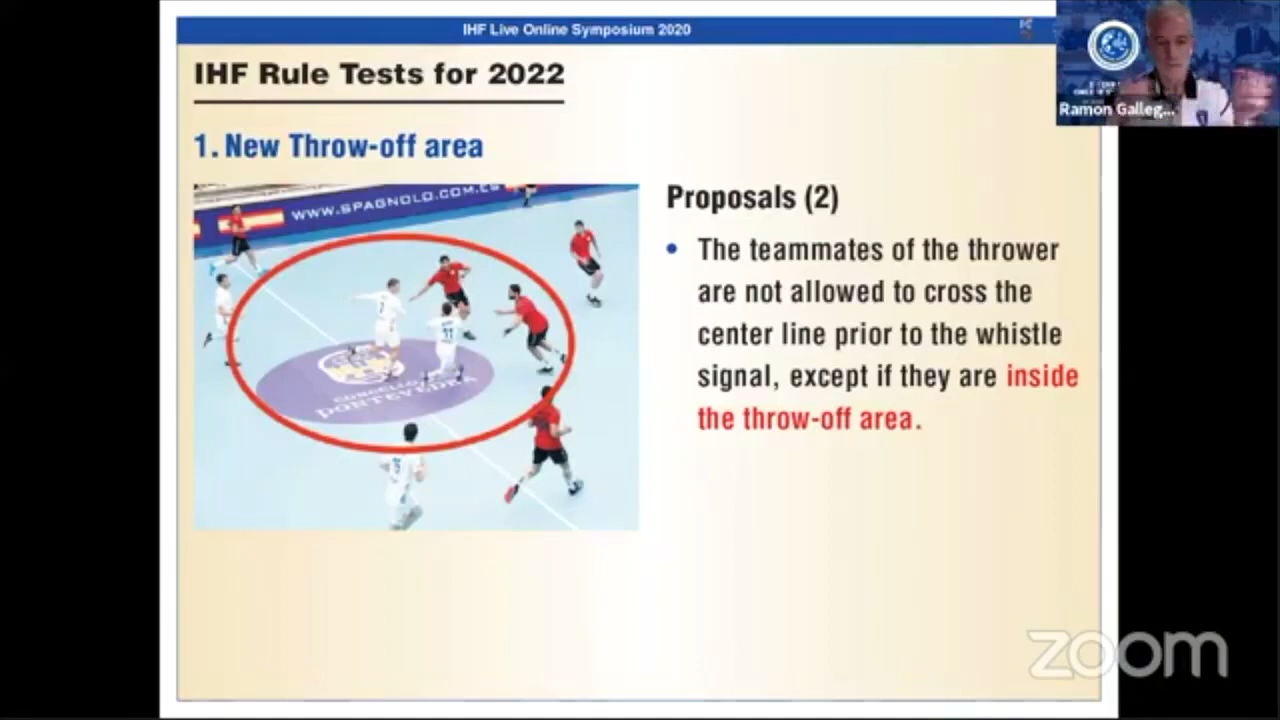 IHF Live Online Symposium 2020
IHF Rule Tests for 2022
Ramon Galleg...
1. New Throw-off area
WWW.SPAGNOLO.COM.ES
CONCELLO
PONTEVEDRA
Proposals (2)
• The teammates of the thrower
are not allowed to cross the
center line prior to the whistle
signal, except if they are inside
the throw-off area.
zoom